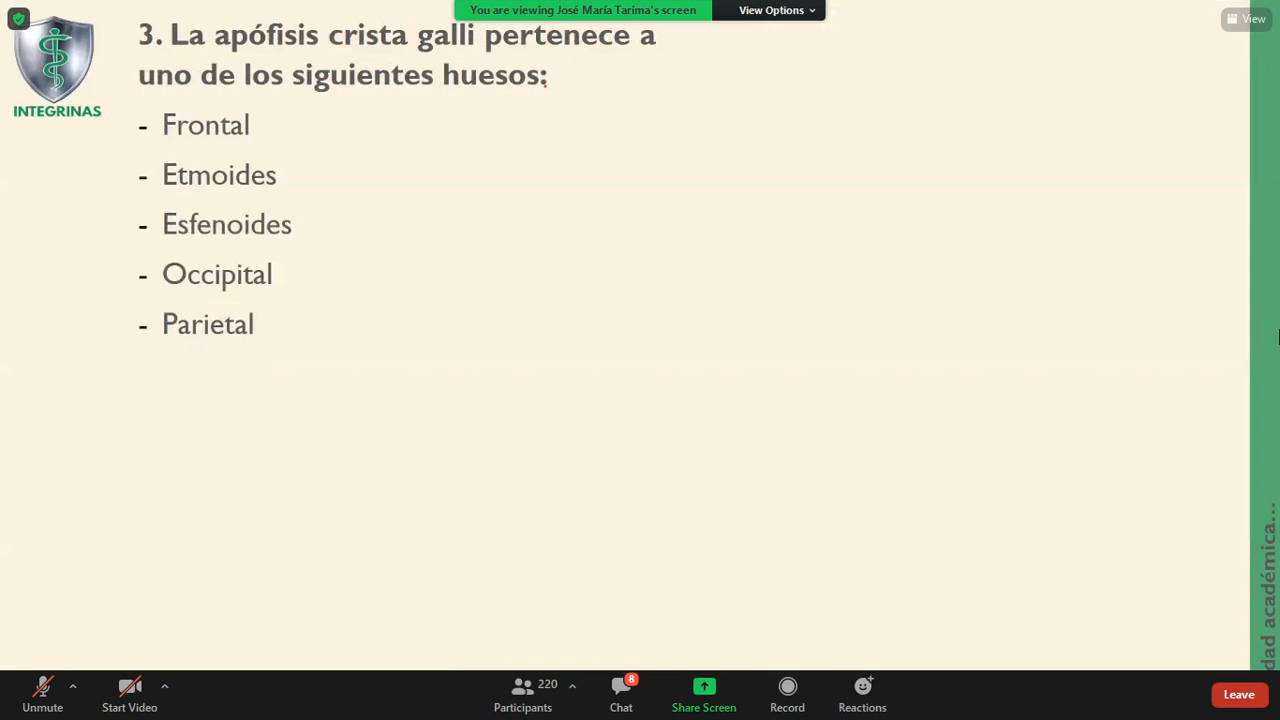 You are viewing José María Tarima's screen
View Options
View
INTEGRINAS
3. La apófisis crista galli pertenece a
uno de los siguientes huesos:
- Frontal
- Etmoides
- Esfenoides
- Occipital
- Parietal
dad académica...
Unmute
Start Video
220
Participants
8
Chat
Share Screen
Record
Reactions
Leave